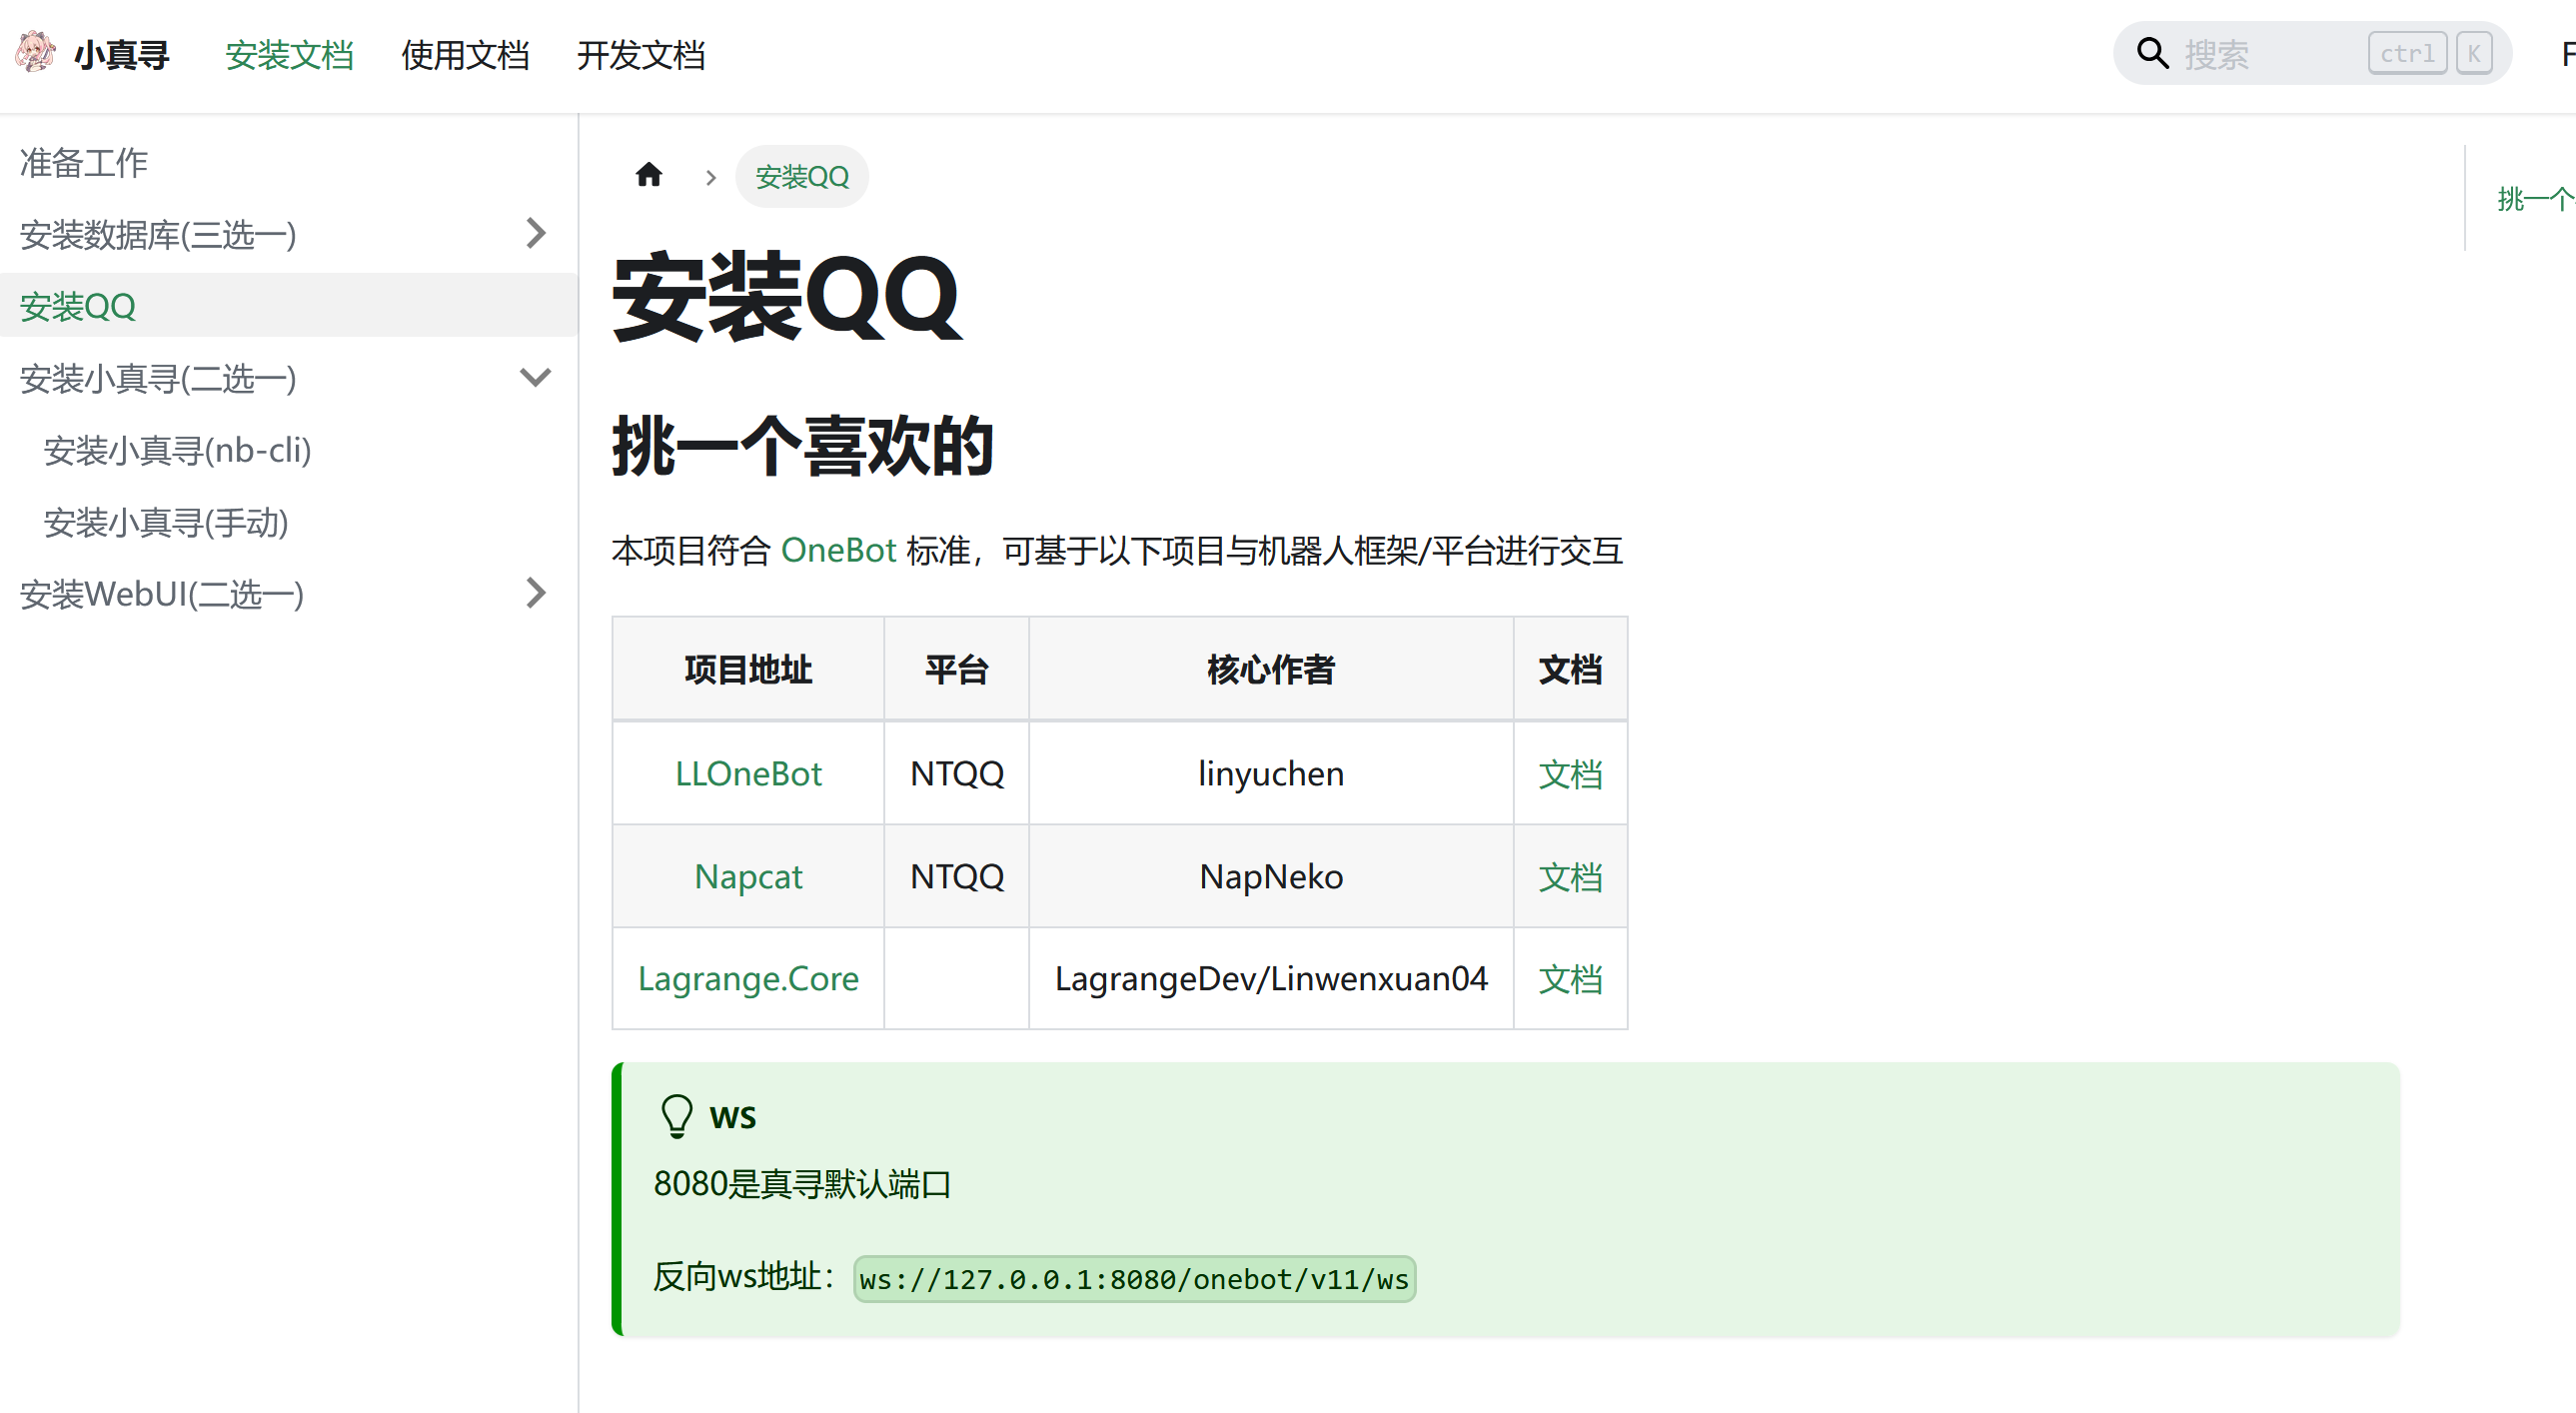 小真寻 安装文档 使用文档 开发文档 搜索 ctrl K F
准备工作
安装数据库(三选一)
安装QQ
安装小真寻(二选一)
安装小真寻(nb-cli)
安装小真寻(手动)
安装WebUI(二选一)
安装QQ
安装QQ
挑一个喜欢的
本项目符合 OneBot 标准，可基于以下项目与机器人框架/平台进行交互
项目地址 平台 核心作者 文档
LLOneBot NTQQ linyuchen 文档
Napcat NTQQ NapNeko 文档
Lagrange.Core LagrangeDev/Linwenxuan04 文档
WS
8080是真寻默认端口
反向ws地址： ws://127.0.0.1:8080/onebot/v11/ws
挑一个